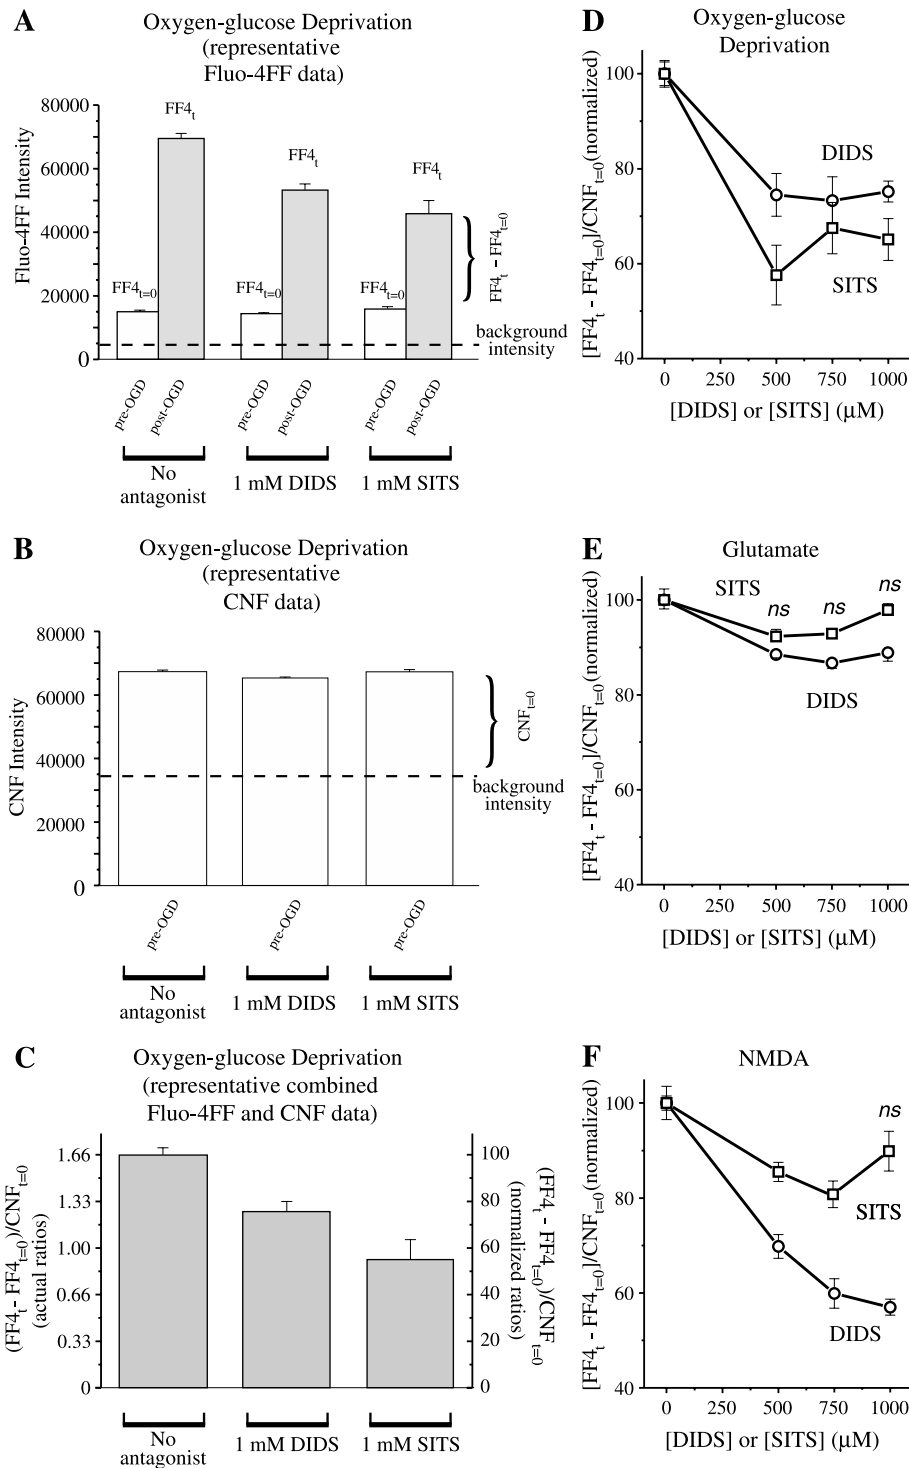 A
Oxygen-glucose Deprivation
(representative
Fluo-4FF data)
Fluo-4FF Intensity
80000
60000
40000
20000
0
FF4t=0
FF4t
FF4t=0
FF4t
FF4t=0
FF4t
FF4t - FF4t=0
background
intensity
pre-OGD
post-OGD
pre-OGD
post-OGD
pre-OGD
post-OGD
No
antagonist
1 mM DIDS
1 mM SITS
B
Oxygen-glucose Deprivation
(representative
CNF data)
CNF Intensity
80000
60000
40000
20000
0
CNFt=0
background
intensity
pre-OGD
pre-OGD
pre-OGD
No
antagonist
1 mM DIDS
1 mM SITS
C
Oxygen-glucose Deprivation
(representative combined
Fluo-4FF and CNF data)
(FF4t- FF4t=0)/CNFt=0
(actual ratios)
1.66
1.33
1.00
0.66
0.33
0
100
80
60
40
20
0
(FF4t - FF4t=0)/CNFt=0
(normalized ratios)
No
antagonist
1 mM DIDS
1 mM SITS
D
Oxygen-glucose
Deprivation
[FF4t - FF4t=0]/CNFt=0(normalized)
100
80
60
40
DIDS
SITS
0 250 500 750 1000
[DIDS] or [SITS] (μM)
E
Glutamate
[FF4t - FF4t=0]/CNFt=0(normalized)
100
80
60
40
SITS
ns ns ns
DIDS
0 250 500 750 1000
[DIDS] or [SITS] (μM)
F
NMDA
[FF4t - FF4t=0]/CNFt=0(normalized)
100
80
60
40
ns
SITS
DIDS
0 250 500 750 1000
[DIDS] or [SITS] (μM)